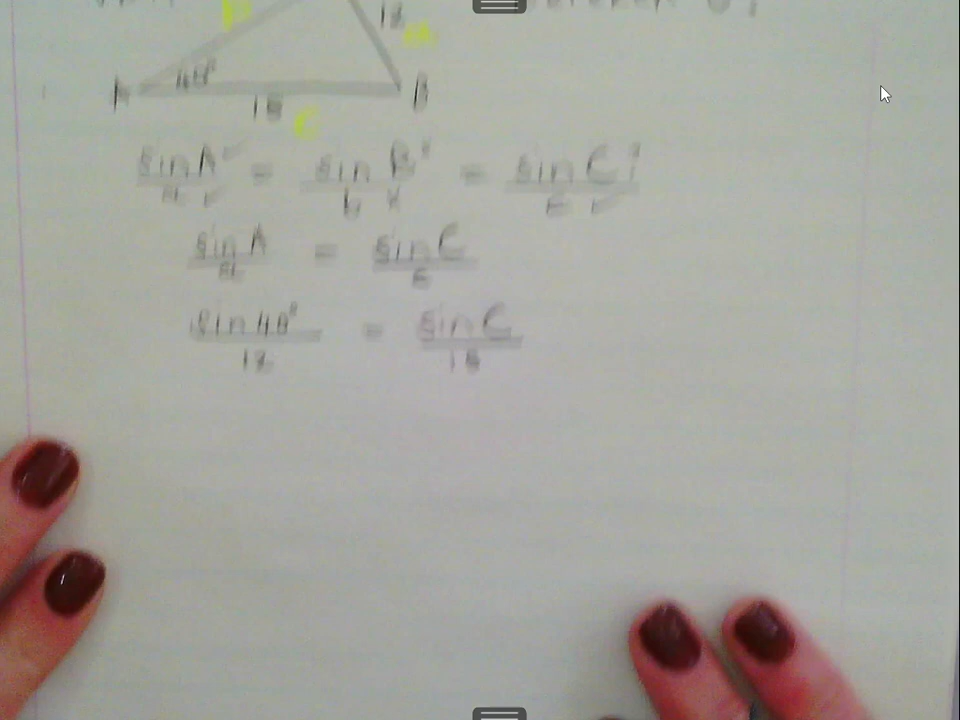 b 12 a
A 48° B
18
c
sin A = sin B = sin C
a b c
sin A = sin C
a c
sin 48° = sin C
12 18